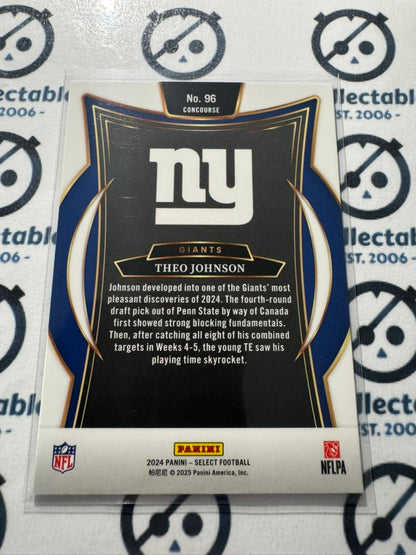 No. 96
CONCOURSE
ny
GIANTS
THEO JOHNSON
Johnson developed into one of the Giants' most
pleasant discoveries of 2024. The fourth-round
draft pick out of Penn State by way of Canada
first showed strong blocking fundamentals.
Then, after catching all eight of his combined
targets in Weeks 4-5, the young TE saw his
playing time skyrocket.
NFL
PANINI
2024 PANINI – SELECT FOOTBALL
帕尼尼 © 2025 Panini America, Inc.
NFLPA
ollectable
EST. 2006 -
ollectable
- 2006 -
llectable
ST. 2006 -